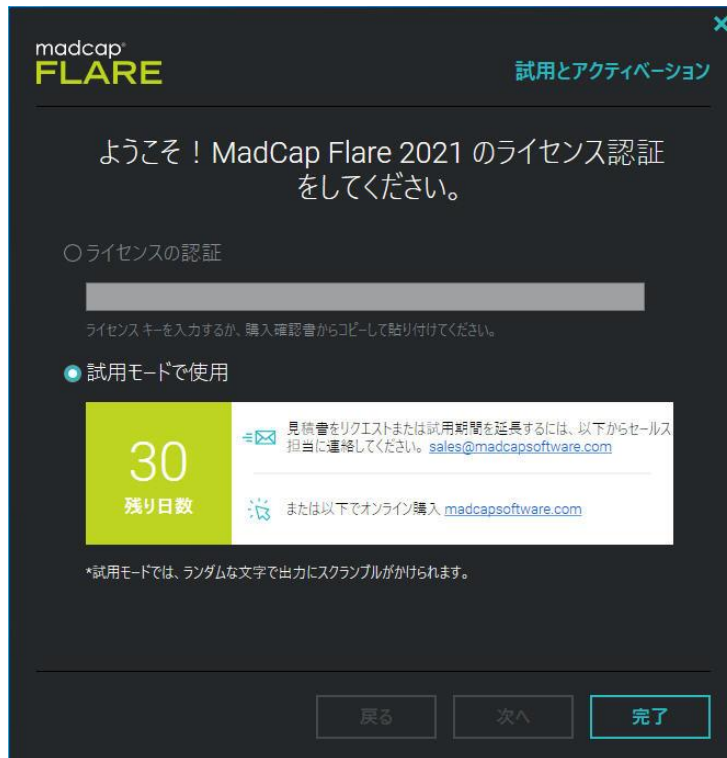 madcap
FLARE
試用とアクティベーション
ようこそ！MadCap Flare 2021 のライセンス認証
をしてください。
ライセンスの認証
ライセンス キーを入力するか、購入確認書からコピーして貼り付けてください。
試用モードで使用
30
残り日数
見積書をリクエストまたは試用期間を延長するには、以下からセールス
担当に連絡してください。sales@madcapsoftware.com
または以下でオンライン購入 madcapsoftware.com
*試用モードでは、ランダムな文字で出力にスクランブルがかけられます。
戻る
次へ
完了